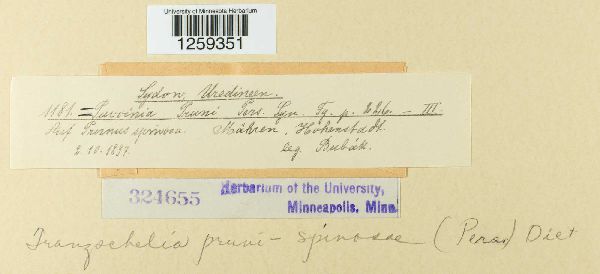 University of Minnesota Herbarium
1259351
Sydow, Uredineen.
1181. = Puccinia Pruni Pers. Syn. Fg. p. 226. — III.
Auf Prunus spinosa. Mähren, Hohenstadt.
2.10.1897. leg. Bubák.
324655 Herbarium of the University,
Minneapolis, Minn.
Tranzschelia pruni-spinosae (Pers.) Diet